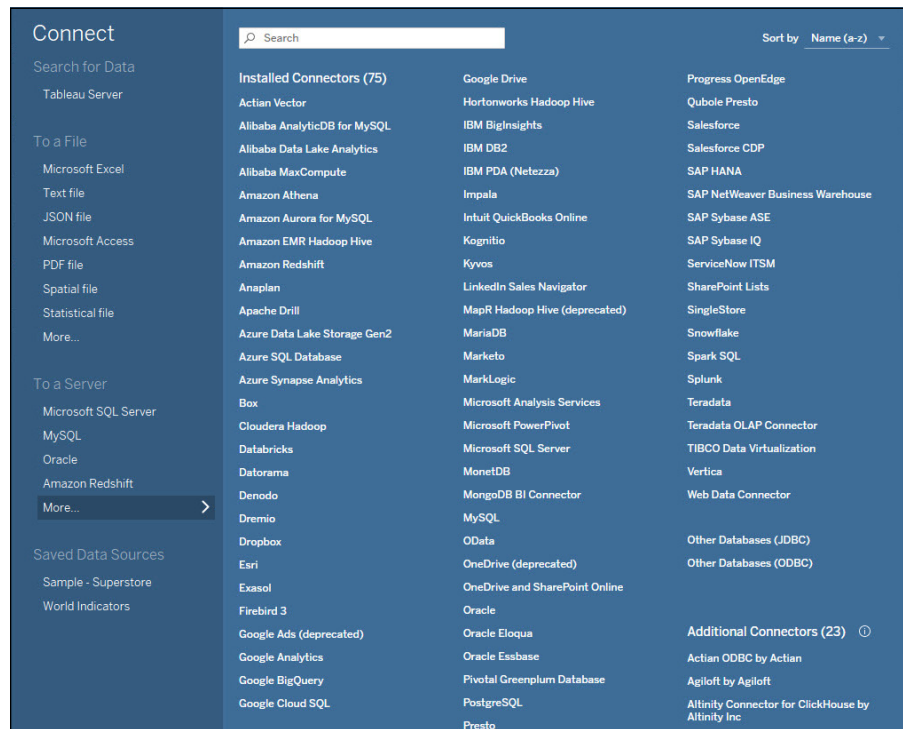 Connect
Search for Data
Tableau Server
To a File
Microsoft Excel
Text file
JSON file
Microsoft Access
PDF file
Spatial file
Statistical file
More...
To a Server
Microsoft SQL Server
MySQL
Oracle
Amazon Redshift
More...
Saved Data Sources
Sample - Superstore
World Indicators
Search
Sort by Name (a-z)
Installed Connectors (75)
Actian Vector
Alibaba AnalyticDB for MySQL
Alibaba Data Lake Analytics
Alibaba MaxCompute
Amazon Athena
Amazon Aurora for MySQL
Amazon EMR Hadoop Hive
Amazon Redshift
Anaplan
Apache Drill
Azure Data Lake Storage Gen2
Azure SQL Database
Azure Synapse Analytics
Box
Cloudera Hadoop
Databricks
Datorama
Denodo
Dremio
Dropbox
Esri
Exasol
Firebird 3
Google Ads (deprecated)
Google Analytics
Google BigQuery
Google Cloud SQL
Google Drive
Hortonworks Hadoop Hive
IBM BigInsights
IBM DB2
IBM PDA (Netezza)
Impala
Intuit QuickBooks Online
Kognitio
Kyvos
LinkedIn Sales Navigator
MapR Hadoop Hive (deprecated)
MariaDB
Marketo
MarkLogic
Microsoft Analysis Services
Microsoft PowerPivot
Microsoft SQL Server
MonetDB
MongoDB BI Connector
MySQL
OData
OneDrive (deprecated)
OneDrive and SharePoint Online
Oracle
Oracle Eloqua
Oracle Essbase
Pivotal Greenplum Database
PostgreSQL
Presto
Progress OpenEdge
Qubole Presto
Salesforce
Salesforce CDP
SAP HANA
SAP NetWeaver Business Warehouse
SAP Sybase ASE
SAP Sybase IQ
ServiceNow ITSM
SharePoint Lists
SingleStore
Snowflake
Spark SQL
Splunk
Teradata
Teradata OLAP Connector
TIBCO Data Virtualization
Vertica
Web Data Connector
Other Databases (JDBC)
Other Databases (ODBC)
Additional Connectors (23)
Actian ODBC by Actian
Agiloft by Agiloft
Altinity Connector for ClickHouse by
Altinity Inc